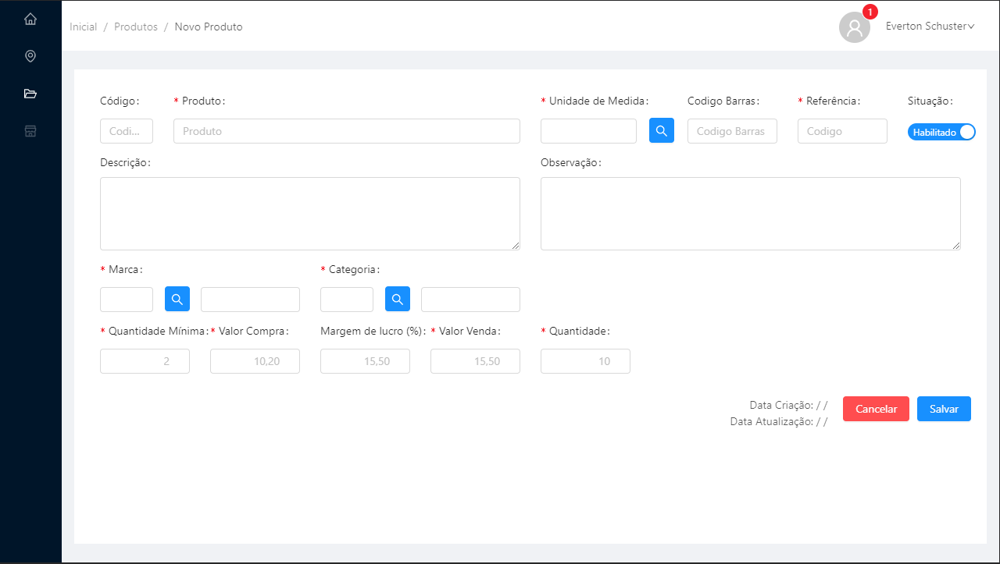 Inicial / Produtos / Novo Produto
1
Everton Schuster
Código: * Produto: * Unidade de Medida: Codigo Barras: * Referência: Situação:
Codi... Produto Codigo Barras Codigo Habilitado
Descrição: Observação:
* Marca: * Categoria:
* Quantidade Mínima: * Valor Compra: Margem de lucro (%): * Valor Venda: * Quantidade:
2 10,20 15,50 15,50 10
Data Criação: / / Cancelar Salvar
Data Atualização: / /